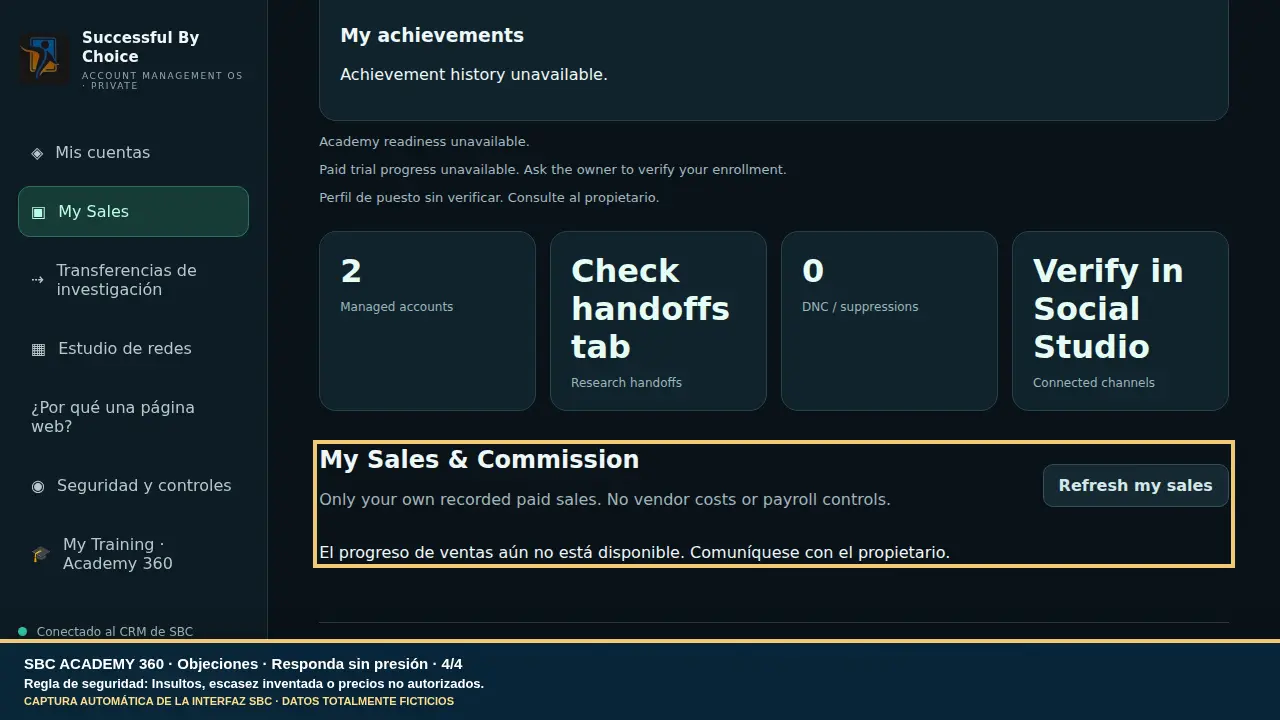 Successful By
Choice
ACCOUNT MANAGEMENT OS
· PRIVATE
Mis cuentas
My Sales
Transferencias de
investigación
Estudio de redes
¿Por qué una página
web?
Seguridad y controles
My Training ·
Academy 360
Conectado al CRM de SBC
My achievements
Achievement history unavailable.
Academy readiness unavailable.
Paid trial progress unavailable. Ask the owner to verify your enrollment.
Perfil de puesto sin verificar. Consulte al propietario.
2
Managed accounts
Check
handoffs
tab
Research handoffs
0
DNC / suppressions
Verify in
Social
Studio
Connected channels
My Sales & Commission
Only your own recorded paid sales. No vendor costs or payroll controls.
Refresh my sales
El progreso de ventas aún no está disponible. Comuníquese con el propietario.
SBC ACADEMY 360 · Objeciones · Responda sin presión · 4/4
Regla de seguridad: Insultos, escasez inventada o precios no autorizados.
CAPTURA AUTOMÁTICA DE LA INTERFAZ SBC · DATOS TOTALMENTE FICTICIOS